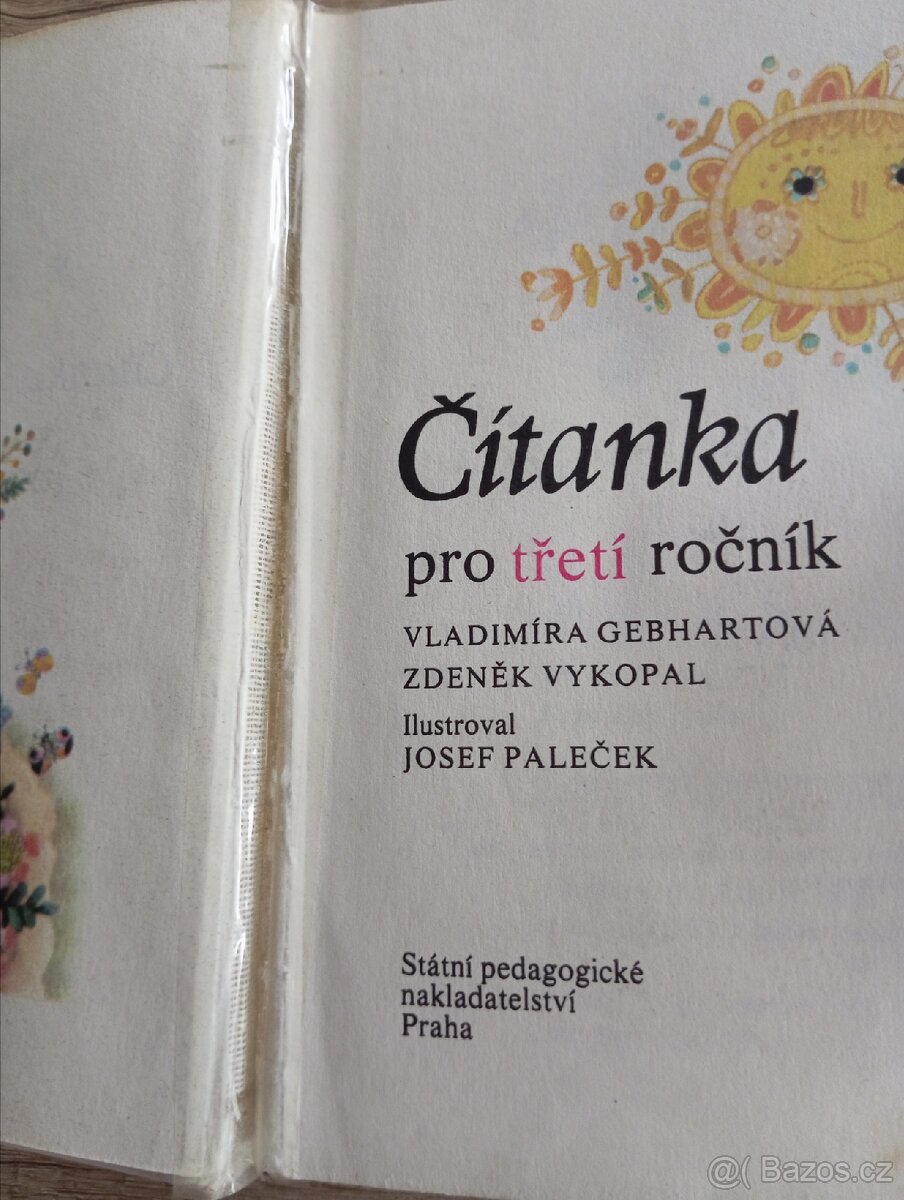 Čítanka
pro třetí ročník
VLADIMÍRA GEBHARTOVÁ
ZDENĚK VYKOPAL
Ilustroval
JOSEF PALEČEK
Státní pedagogické
nakladatelství
Praha
@( Bazos.cz